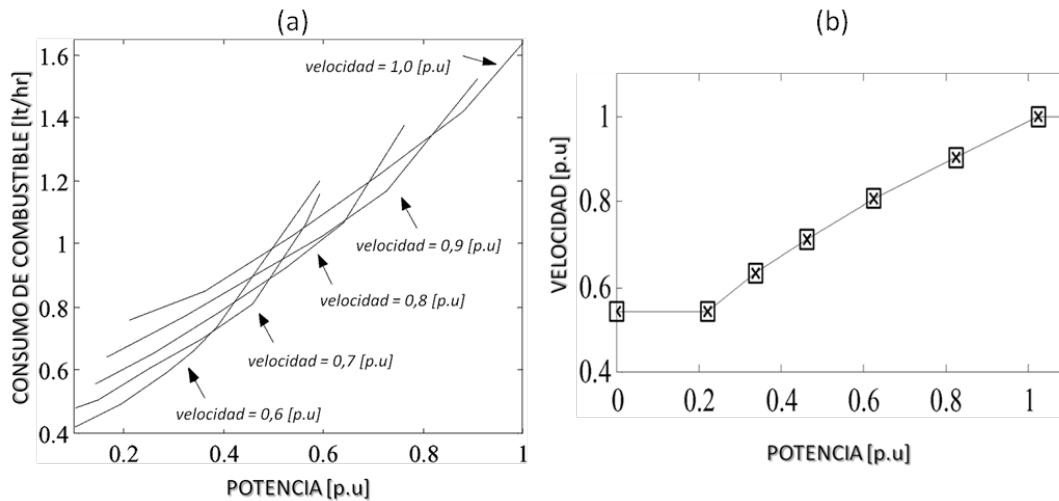 (a)
CONSUMO DE COMBUSTIBLE [lt/hr]
1.6
1.4
1.2
1
0.8
0.6
0.4
velocidad = 1,0 [p.u]
velocidad = 0,9 [p.u]
velocidad = 0,8 [p.u]
velocidad = 0,7 [p.u]
velocidad = 0,6 [p.u]
0.2
0.4
0.6
0.8
1
POTENCIA [p.u]
(b)
VELOCIDAD [p.u]
1
0.8
0.6
0.4
0
0.2
0.4
0.6
0.8
1
POTENCIA [p.u]